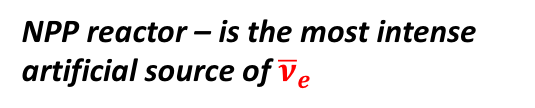 NPP reactor – is the most intense
artificial source of ν̅ₑ